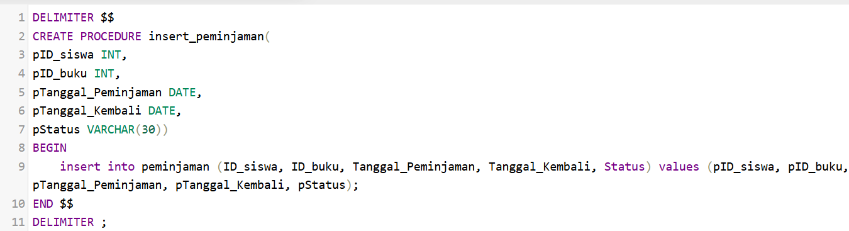 1 DELIMITER $$
2 CREATE PROCEDURE insert_peminjaman(
3 pID_siswa INT,
4 pID_buku INT,
5 pTanggal_Peminjaman DATE,
6 pTanggal_Kembali DATE,
7 pStatus VARCHAR(30))
8 BEGIN
9     insert into peminjaman (ID_siswa, ID_buku, Tanggal_Peminjaman, Tanggal_Kembali, Status) values (pID_siswa, pID_buku,
pTanggal_Peminjaman, pTanggal_Kembali, pStatus);
10 END $$
11 DELIMITER ;